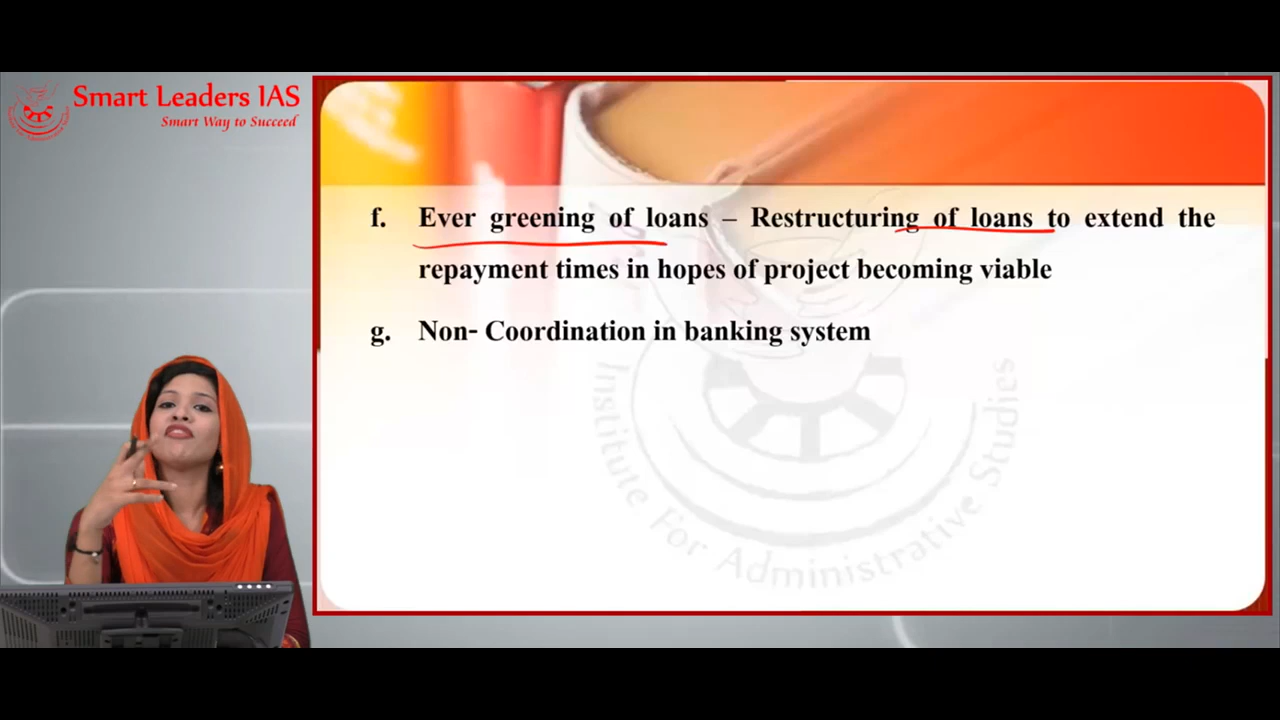 Smart Leaders IAS
Smart Way to Succeed
f. Ever greening of loans – Restructuring of loans to extend the
repayment times in hopes of project becoming viable
g. Non- Coordination in banking system
Institute For Administrative Studies